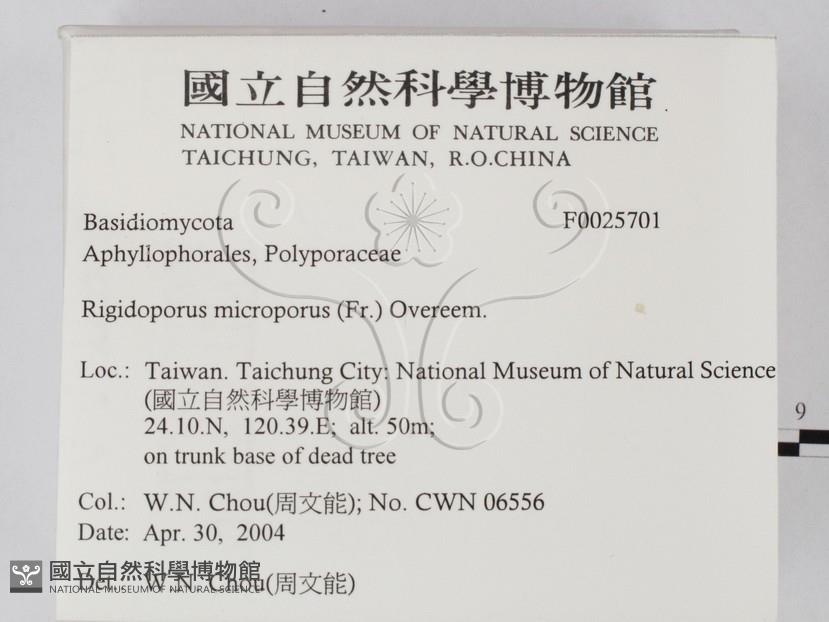 國立自然科學博物館
NATIONAL MUSEUM OF NATURAL SCIENCE
TAICHUNG, TAIWAN, R.O.CHINA
Basidiomycota F0025701
Aphyllophorales, Polyporaceae
Rigidoporus microporus (Fr.) Overeem.
Loc.: Taiwan. Taichung City: National Museum of Natural Science
(國立自然科學博物館)
24.10.N, 120.39.E; alt. 50m;
on trunk base of dead tree
9
Col.: W.N. Chou(周文能); No. CWN 06556
Date: Apr. 30, 2004
Det. W.N. Chou(周文能)
國立自然科學博物館
NATIONAL MUSEUM OF NATURAL SCIENCE